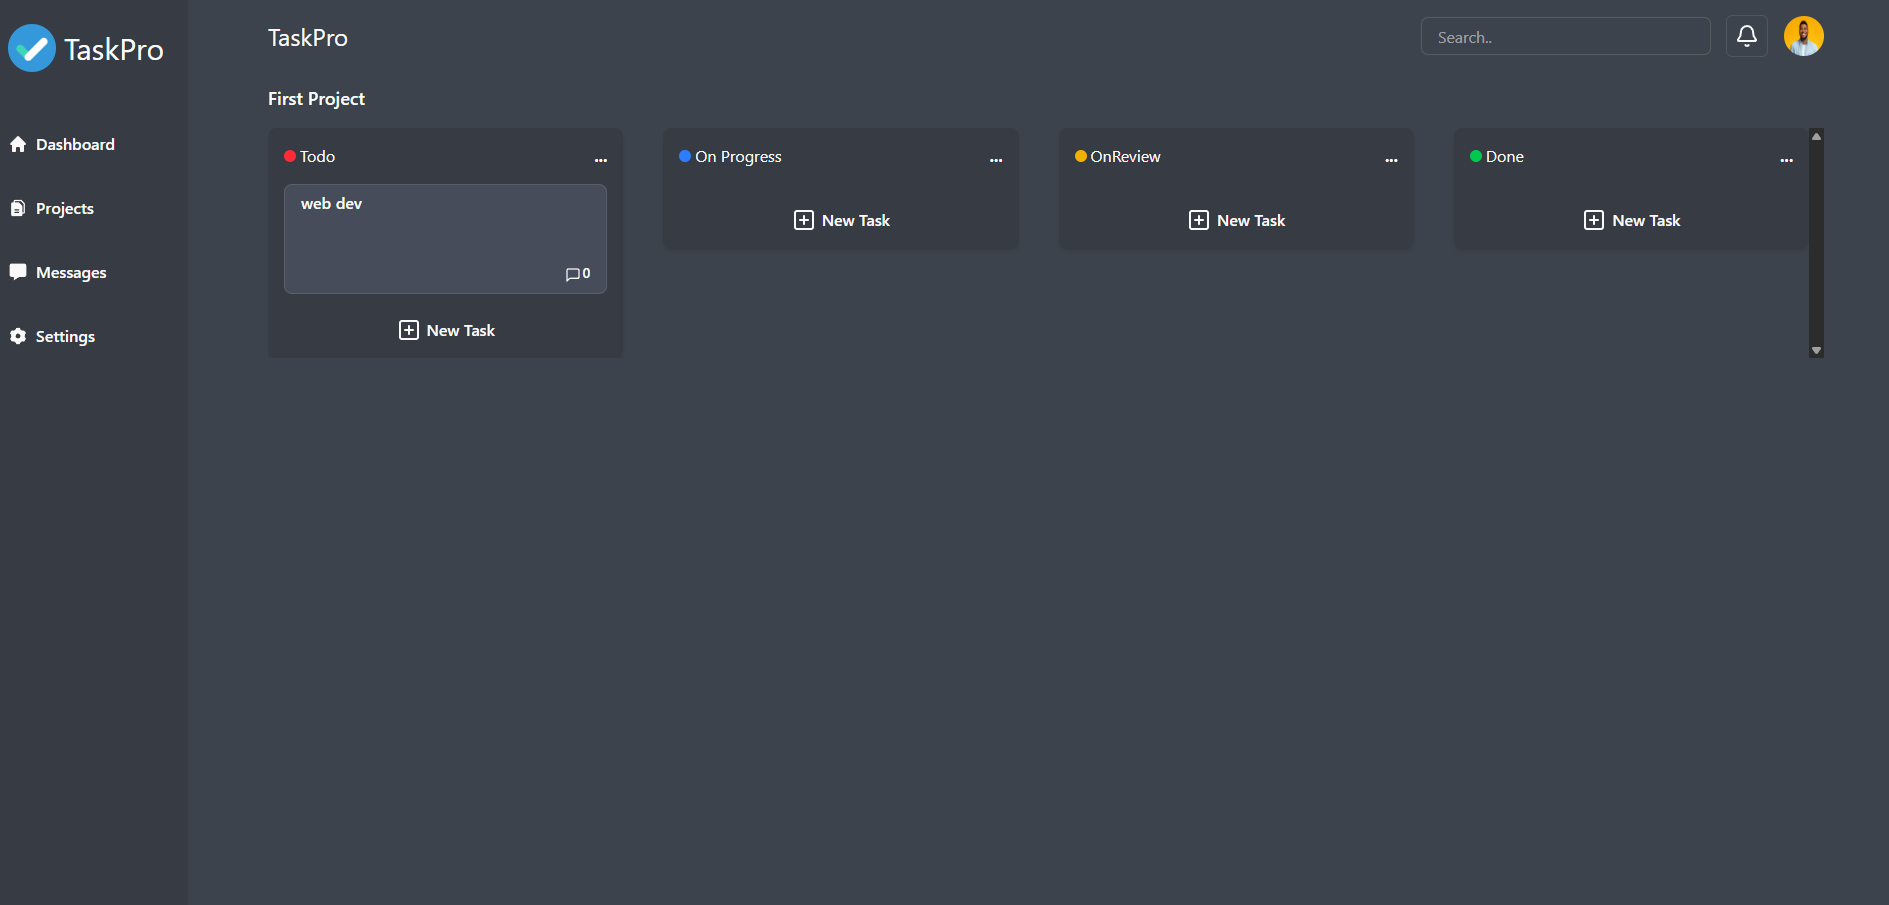 TaskPro
Dashboard
Projects
Messages
Settings
TaskPro
Search..
First Project
Todo ...
web dev
0
New Task
On Progress ...
New Task
OnReview ...
New Task
Done ...
New Task